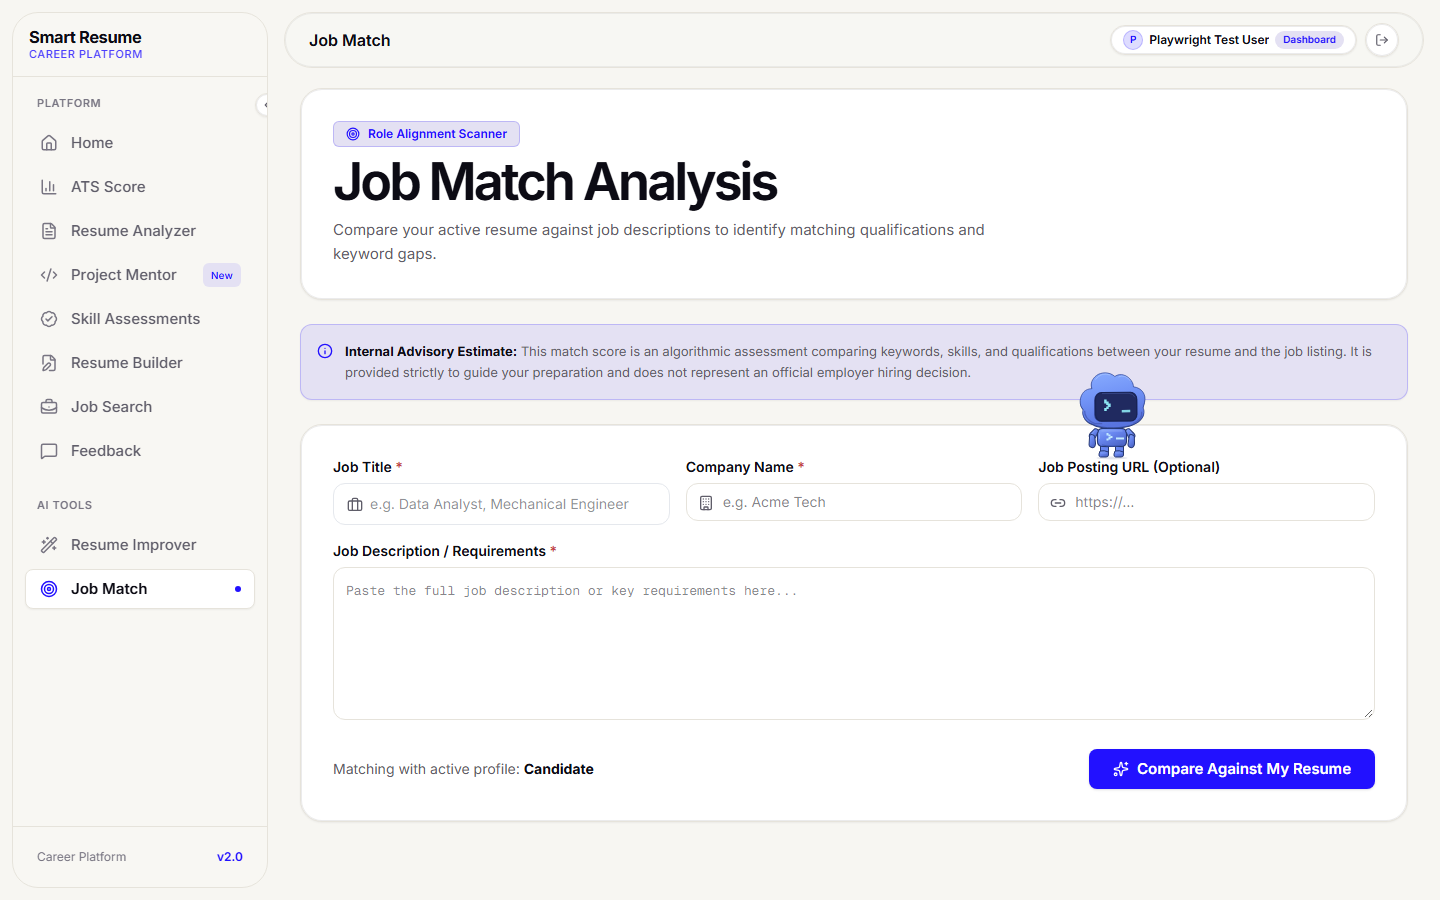 Smart Resume
CAREER PLATFORM
PLATFORM
Home
ATS Score
Resume Analyzer
Project Mentor New
Skill Assessments
Resume Builder
Job Search
Feedback
AI TOOLS
Resume Improver
Job Match
Career Platform v2.0
Job Match
P Playwright Test User Dashboard
Role Alignment Scanner
Job Match Analysis
Compare your active resume against job descriptions to identify matching qualifications and
keyword gaps.
Internal Advisory Estimate: This match score is an algorithmic assessment comparing keywords, skills, and qualifications between your resume and the job listing. It is
provided strictly to guide your preparation and does not represent an official employer hiring decision.
Job Title * Company Name * Job Posting URL (Optional)
e.g. Data Analyst, Mechanical Engineer e.g. Acme Tech https://...
Job Description / Requirements *
Paste the full job description or key requirements here...
Matching with active profile: Candidate
Compare Against My Resume